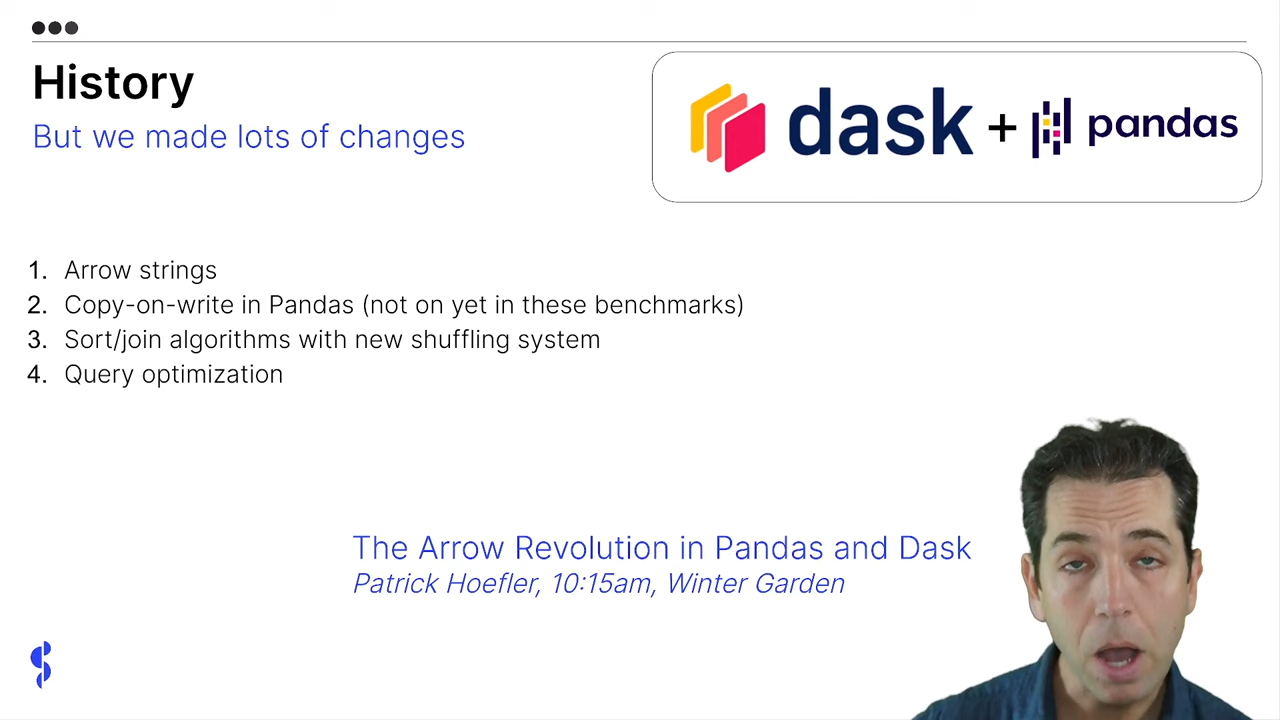 History
But we made lots of changes
dask + pandas
1. Arrow strings
2. Copy-on-write in Pandas (not on yet in these benchmarks)
3. Sort/join algorithms with new shuffling system
4. Query optimization
The Arrow Revolution in Pandas and Dask
Patrick Hoefler, 10:15am, Winter Garden